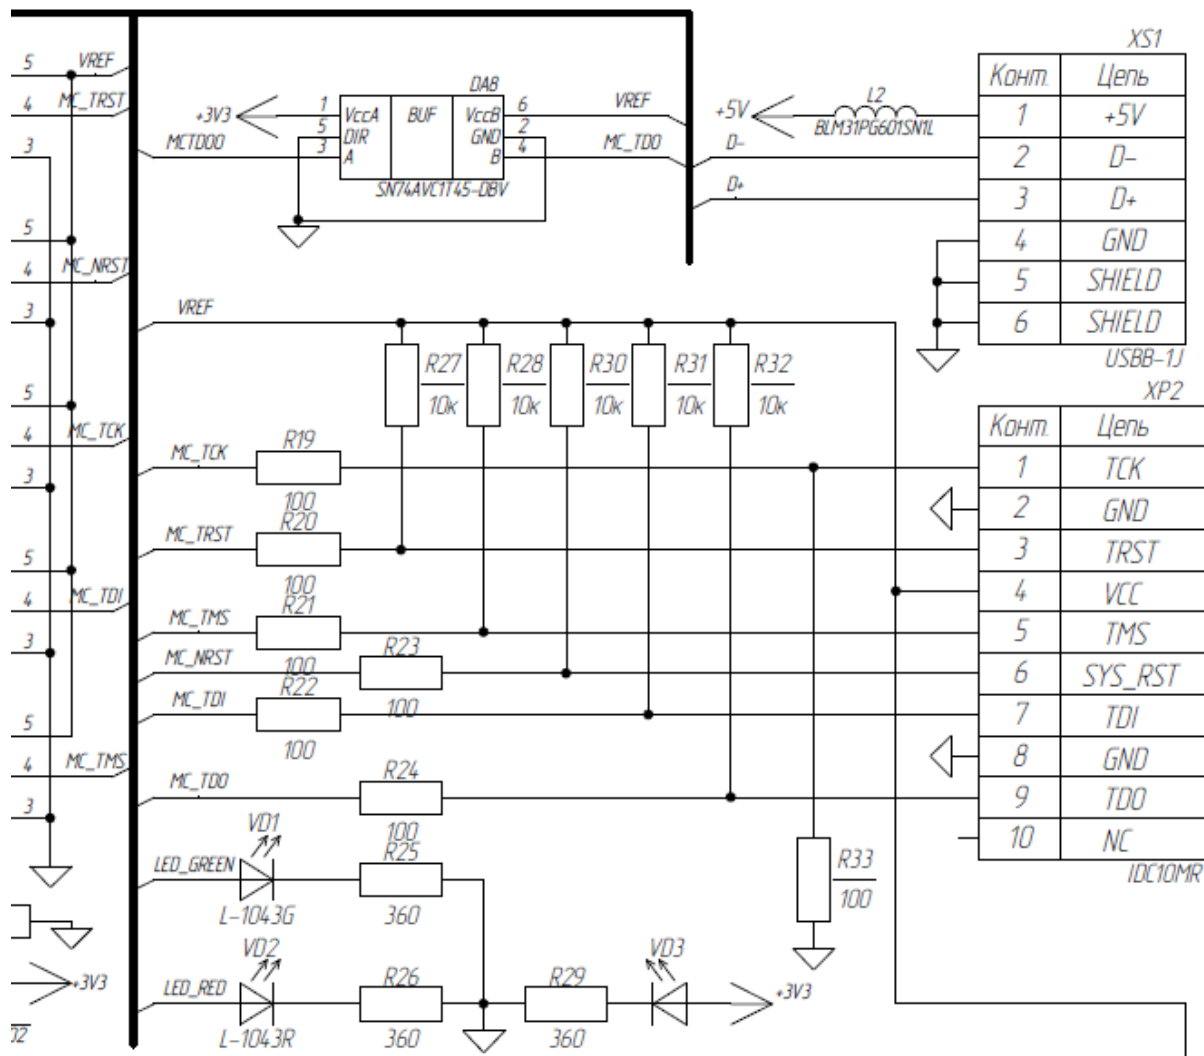 5 VREF
4 MC_TRST
3
5
4 MC_NRST
3
5
4 MC_TCK
3
5
4 MC_TDI
3
5
4 MC_TMS
3
+3V3
DA8
+3V3 1 VccA BUF VccB 6 VREF
5 DIR GND 2
MCTDO0 3 A B 4 MC_TDO
SN74AVC1T45-DBV
XS1
Конт. Цепь
+5V L2 1 +5V
BLM31PG601SN1L
D- 2 D-
D+ 3 D+
4 GND
5 SHIELD
6 SHIELD
USBB-1J
VREF
R27 R28 R30 R31 R32
10к 10к 10к 10к 10к
XP2
Конт. Цепь
MC_TCK R19 1 TCK
100
2 GND
MC_TRST R20 3 TRST
100
4 VCC
MC_TMS R21 5 TMS
100
MC_NRST R23 6 SYS_RST
100
MC_TDI R22 7 TDI
100
8 GND
MC_TDO R24 9 TDO
100
10 NC
IDC10MR
LED_GREEN VD1 R25
L-1043G 360
R33
100
LED_RED VD2 R26 R29 VD3 +3V3
L-1043R 360 360